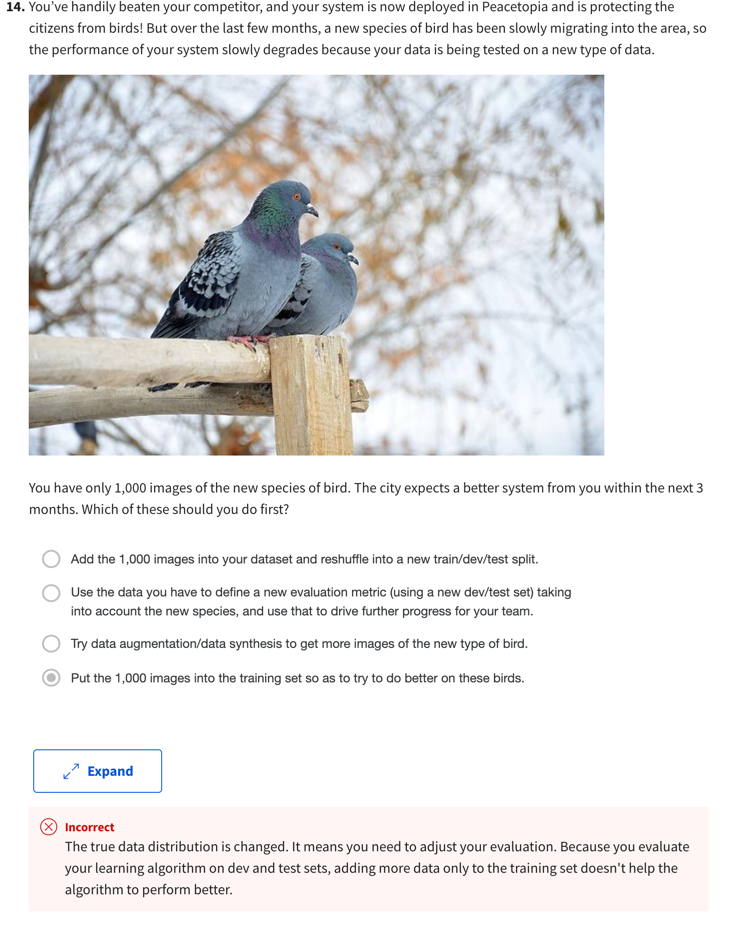 14. You’ve handily beaten your competitor, and your system is now deployed in Peacetopia and is protecting the
citizens from birds! But over the last few months, a new species of bird has been slowly migrating into the area, so
the performance of your system slowly degrades because your data is being tested on a new type of data.
You have only 1,000 images of the new species of bird. The city expects a better system from you within the next 3
months. Which of these should you do first?
Add the 1,000 images into your dataset and reshuffle into a new train/dev/test split.
Use the data you have to define a new evaluation metric (using a new dev/test set) taking
into account the new species, and use that to drive further progress for your team.
Try data augmentation/data synthesis to get more images of the new type of bird.
Put the 1,000 images into the training set so as to try to do better on these birds.
Expand
Incorrect
The true data distribution is changed. It means you need to adjust your evaluation. Because you evaluate
your learning algorithm on dev and test sets, adding more data only to the training set doesn't help the
algorithm to perform better.